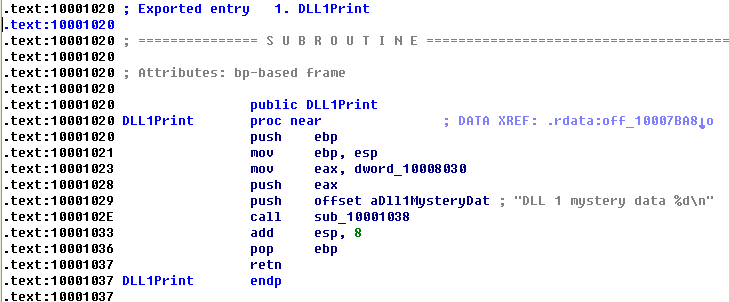 .text:10001020 ; Exported entry   1. DLL1Print
.text:10001020
.text:10001020 ; =============== S U B R O U T I N E =======================================
.text:10001020
.text:10001020 ; Attributes: bp-based frame
.text:10001020
.text:10001020                 public DLL1Print
.text:10001020 DLL1Print       proc near               ; DATA XREF: .rdata:off_10007BA8↓o
.text:10001020                 push    ebp
.text:10001021                 mov     ebp, esp
.text:10001023                 mov     eax, dword_10008030
.text:10001028                 push    eax
.text:10001029                 push    offset aDll1MysteryDat ; "DLL 1 mystery data %d\n"
.text:1000102E                 call    sub_10001038
.text:10001033                 add     esp, 8
.text:10001036                 pop     ebp
.text:10001037                 retn
.text:10001037 DLL1Print       endp
.text:10001037